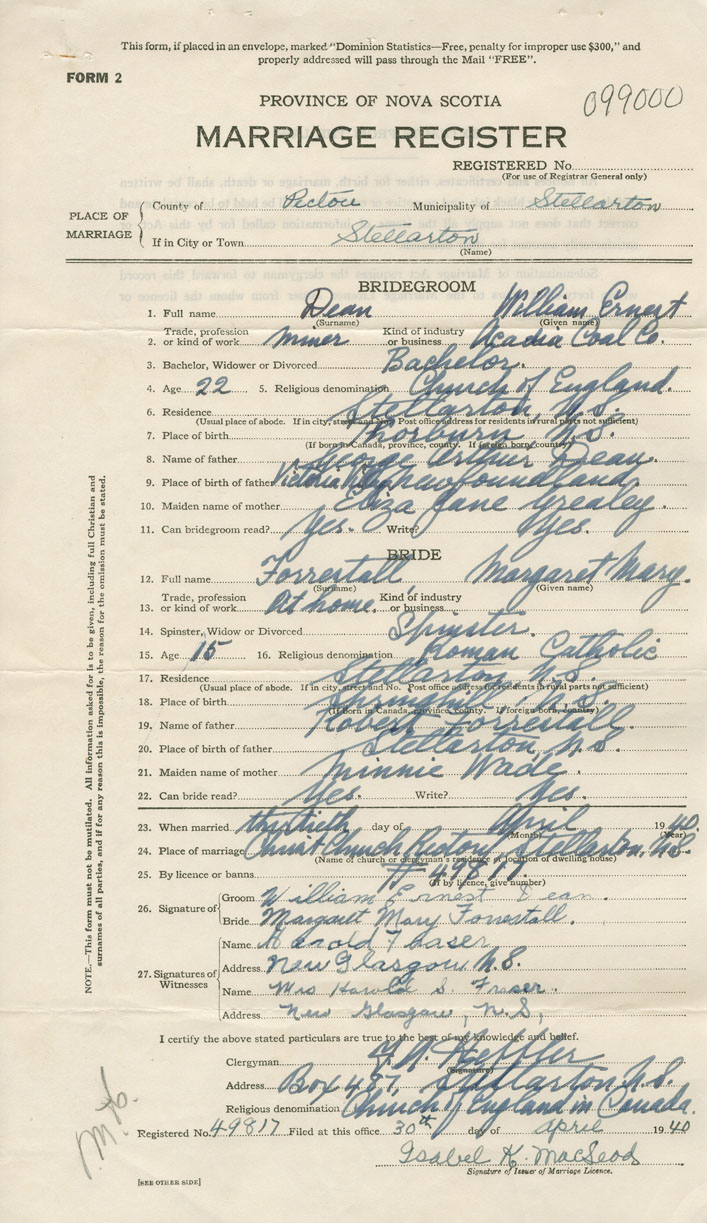 This form, if placed in an envelope, marked "Dominion Statistics—Free, penalty for improper use $300," and
properly addressed will pass through the Mail "FREE".
FORM 2
PROVINCE OF NOVA SCOTIA
099000
MARRIAGE REGISTER
REGISTERED No.
(For use of Registrar General only)
PLACE OF MARRIAGE
County of Pictou Municipality of Stellarton
If in City or Town Stellarton
(Name)
BRIDEGROOM
1. Full name Dean William Ernest
(Surname) (Given name)
2. Trade, profession or kind of work miner Kind of industry or business Acadia Coal Co.
3. Bachelor, Widower or Divorced Bachelor.
4. Age 22 5. Religious denomination Church of England.
6. Residence Stellarton, N.S.
(Usual place of abode. If in city, street and No. Post office address for residents in rural parts not sufficient)
7. Place of birth Thorburn N.S.
(If born in Canada, province, county. If foreign born, country)
8. Name of father George Arthur Dean.
9. Place of birth of father Victoria Newfoundland.
10. Maiden name of mother Eliza Jane Grealey.
11. Can bridegroom read? Yes. Write? Yes.
BRIDE
12. Full name Forrestall Margaret Mary.
(Surname) (Given name)
13. Trade, profession or kind of work At home. Kind of industry or business
14. Spinster, Widow or Divorced Spinster.
15. Age 15 16. Religious denomination Roman Catholic
17. Residence Stellarton N.S.
(Usual place of abode. If in city, street and No. Post office address for residents in rural parts not sufficient)
18. Place of birth N.S.
(If born in Canada, province, county. If foreign born, country)
19. Name of father Robert Forrestall.
20. Place of birth of father Stellarton, N.S.
21. Maiden name of mother Minnie Wade.
22. Can bride read? Yes. Write? Yes.
23. When married thirtieth day of April 1940.
(Month) (Year)
24. Place of marriage Christ Church Rectory, Stellarton, N.S.
(Name of church or clergyman's residence or location of dwelling house)
25. By licence or banns # 49817.
(If by licence, give number)
26. Signature of
Groom William Ernest Dean.
Bride Margaret Mary Forrestall.
27. Signatures of Witnesses
Name Harold Fraser
Address New Glasgow N.S.
Name Mrs Harold S. Fraser.
Address New Glasgow, N.S.,
I certify the above stated particulars are true to the best of my knowledge and belief.
Clergyman
(Signature)
Address Box 487, Stellarton N.S.
Religious denomination Church of England in Canada.
Registered No. 49817 Filed at this office 30th day of April 1940
Isabel K. MacLeod
Signature of Issuer of Marriage Licence.
[SEE OTHER SIDE]
NOTE.—This form must not be mutilated. All information asked for is to be given, including full Christian and
surnames of all parties, and if for any reason this is impossible, the reason for the omission must be stated.